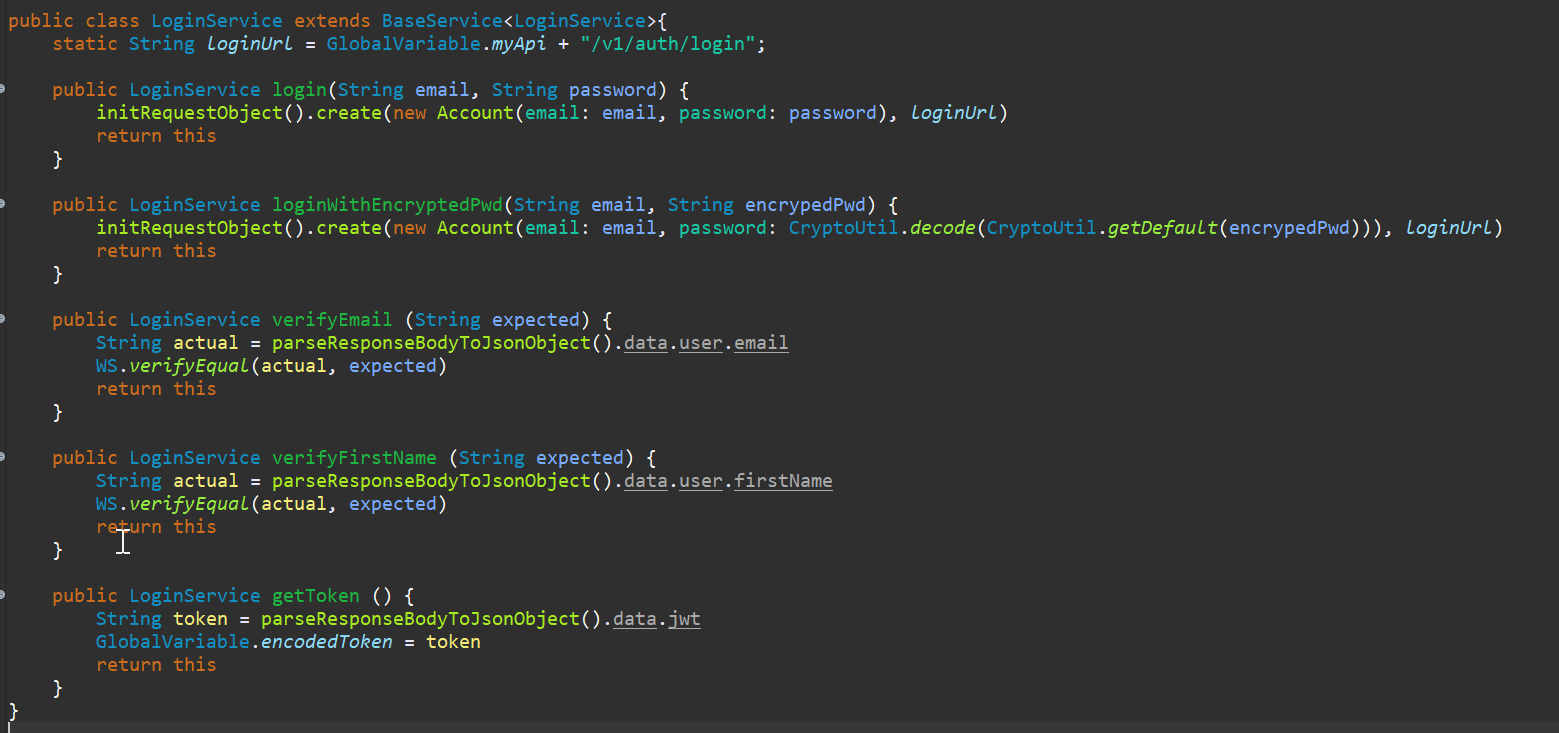 public class LoginService extends BaseService<LoginService>{
static String loginUrl = GlobalVariable.myApi + "/v1/auth/login";
public LoginService login(String email, String password) {
initRequestObject().create(new Account(email: email, password: password), loginUrl)
return this
}
public LoginService loginWithEncryptedPwd(String email, String encrypedPwd) {
initRequestObject().create(new Account(email: email, password: CryptoUtil.decode(CryptoUtil.getDefault(encrypedPwd))), loginUrl)
return this
}
public LoginService verifyEmail (String expected) {
String actual = parseResponseBodyToJsonObject().data.user.email
WS.verifyEqual(actual, expected)
return this
}
public LoginService verifyFirstName (String expected) {
String actual = parseResponseBodyToJsonObject().data.user.firstName
WS.verifyEqual(actual, expected)
return this
}
public LoginService getToken () {
String token = parseResponseBodyToJsonObject().data.jwt
GlobalVariable.encodedToken = token
return this
}
}